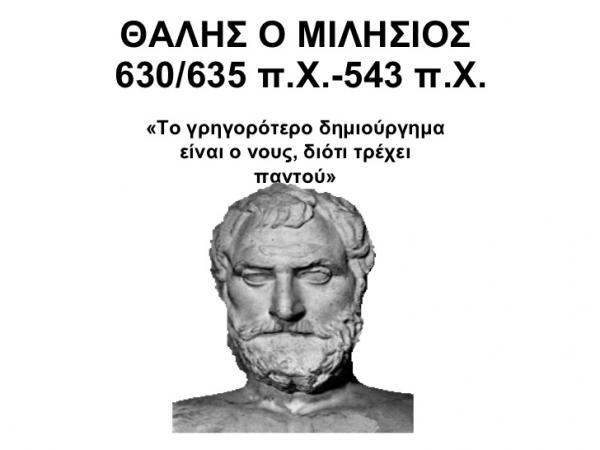 ΘΑΛΗΣ Ο ΜΙΛΗΣΙΟΣ
630/635 π.Χ.-543 π.Χ.
«Το γρηγορότερο δημιούργημα
είναι ο νους, διότι τρέχει
παντού»